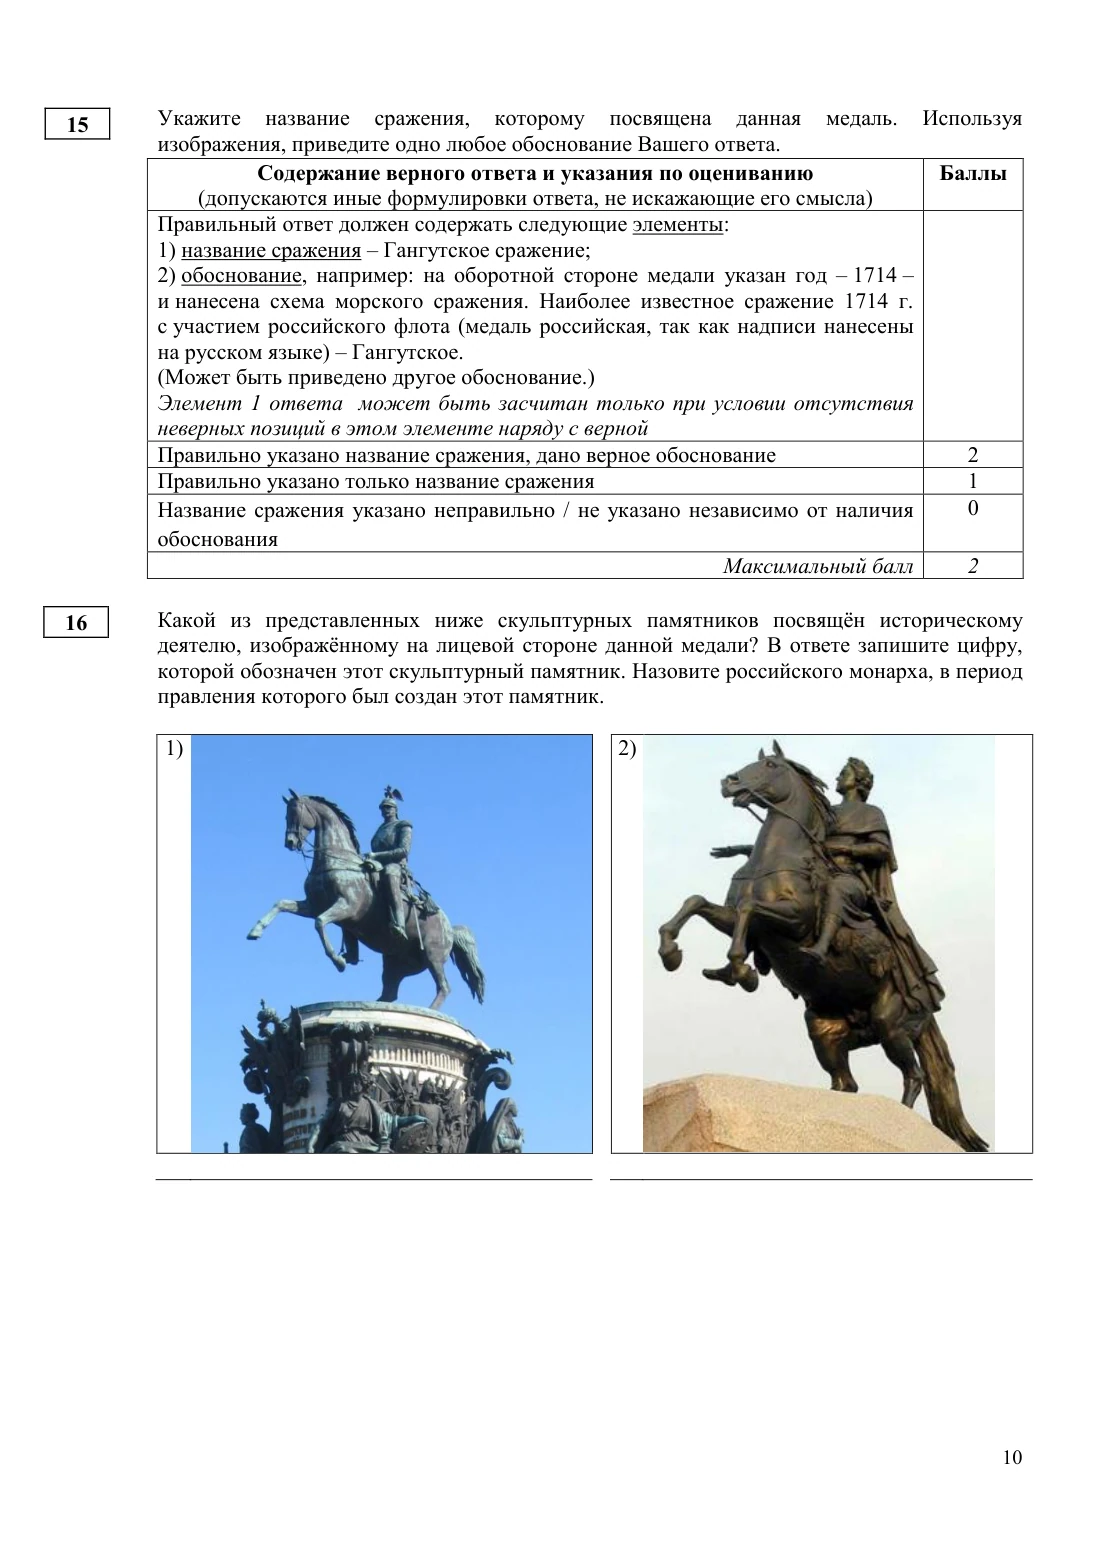 15
Укажите название сражения, которому посвящена данная медаль. Используя
изображения, приведите одно любое обоснование Вашего ответа.
Содержание верного ответа и указания по оцениванию
(допускаются иные формулировки ответа, не искажающие его смысла)
Баллы
Правильный ответ должен содержать следующие элементы:
1) название сражения – Гангутское сражение;
2) обоснование, например: на оборотной стороне медали указан год – 1714 –
и нанесена схема морского сражения. Наиболее известное сражение 1714 г.
с участием российского флота (медаль российская, так как надписи нанесены
на русском языке) – Гангутское.
(Может быть приведено другое обоснование.)
Элемент 1 ответа может быть засчитан только при условии отсутствия
неверных позиций в этом элементе наряду с верной
Правильно указано название сражения, дано верное обоснование 2
Правильно указано только название сражения 1
Название сражения указано неправильно / не указано независимо от наличия 0
обоснования
Максимальный балл 2
16
Какой из представленных ниже скульптурных памятников посвящён историческому
деятелю, изображённому на лицевой стороне данной медали? В ответе запишите цифру,
которой обозначен этот скульптурный памятник. Назовите российского монарха, в период
правления которого был создан этот памятник.
1)
2)
10